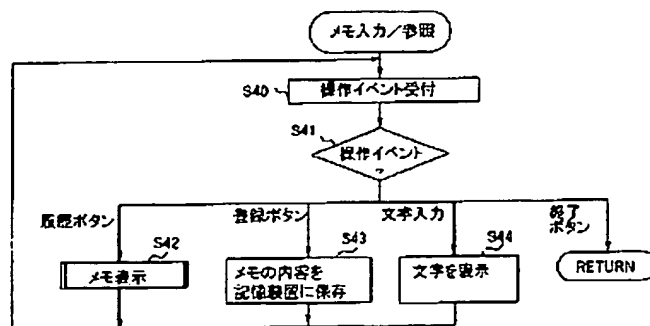 メモ入力／参照
S40
操作イベント受付
S41
操作イベント
?
履歴ボタン
登録ボタン
文字入力
終了
ボタン
S42
メモ表示
S43
メモの内容を
記憶装置に保存
S44
文字を表示
RETURN